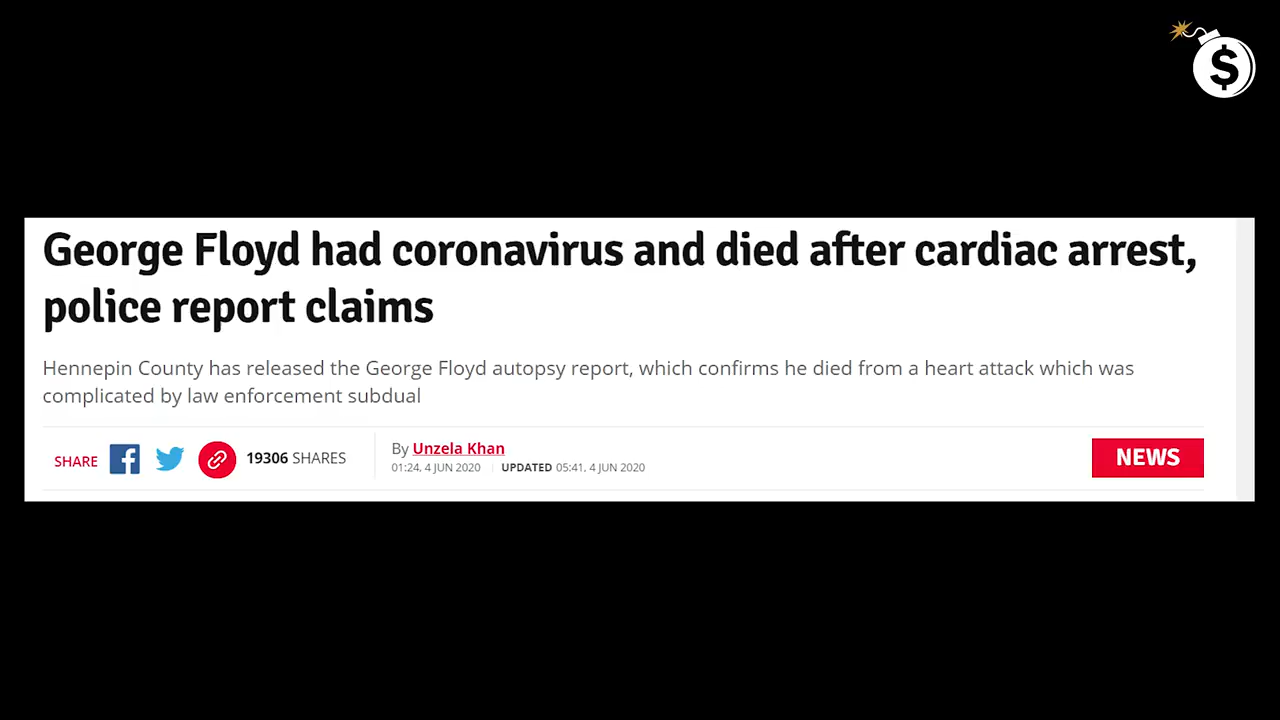 $
George Floyd had coronavirus and died after cardiac arrest,
police report claims
Hennepin County has released the George Floyd autopsy report, which confirms he died from a heart attack which was
complicated by law enforcement subdual
SHARE 19306 SHARES By Unzela Khan
01:24, 4 JUN 2020 UPDATED 05:41, 4 JUN 2020
NEWS